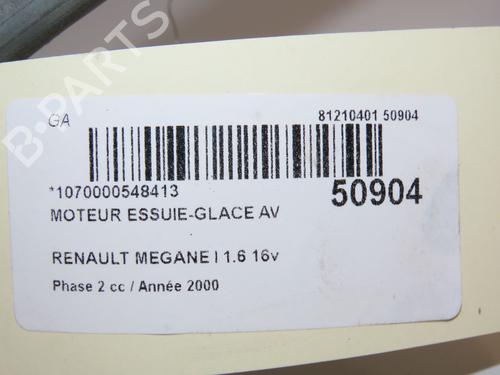 GA
81210401 50904
*1070000548413
50904
MOTEUR ESSUIE-GLACE AV
RENAULT MEGANE I 1.6 16v
Phase 2 cc / Année 2000
B-PARTS